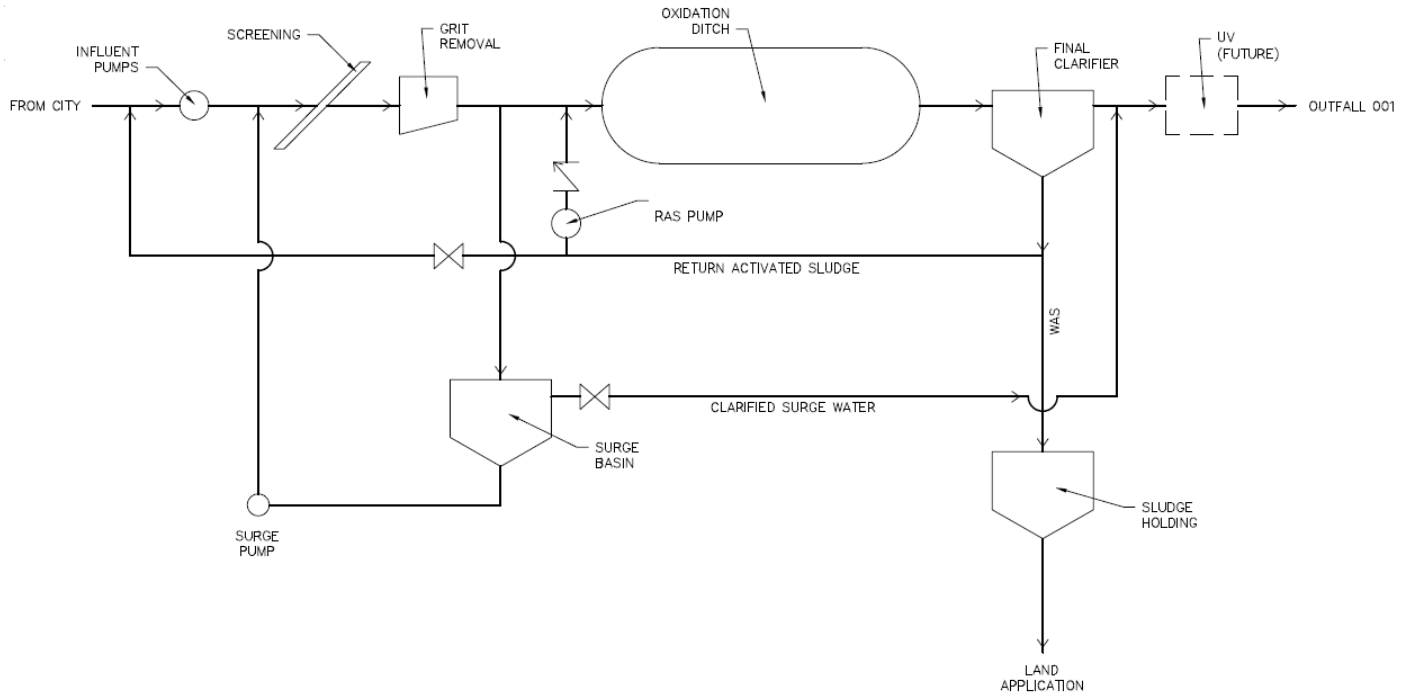 OXIDATION
DITCH
GRIT
REMOVAL
SCREENING
UV
(FUTURE)
INFLUENT
PUMPS
FINAL
CLARIFIER
FROM CITY
OUTFALL 001
RAS PUMP
RETURN ACTIVATED SLUDGE
WAS
CLARIFIED SURGE WATER
SURGE
BASIN
SLUDGE
HOLDING
SURGE
PUMP
LAND
APPLICATION